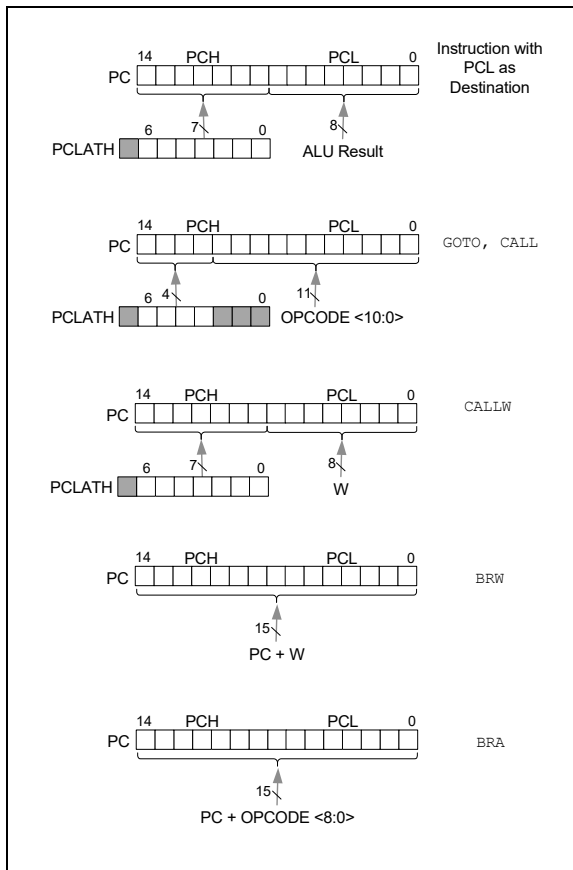 14 PCH PCL 0 Instruction with
PC PCL as
Destination
6 7 0 8
PCLATH ALU Result
14 PCH PCL 0
PC GOTO, CALL
6 4 0 11
PCLATH OPCODE <10:0>
14 PCH PCL 0
PC CALLW
6 7 0 8
PCLATH W
14 PCH PCL 0
PC BRW
15
PC + W
14 PCH PCL 0
PC BRA
15
PC + OPCODE <8:0>